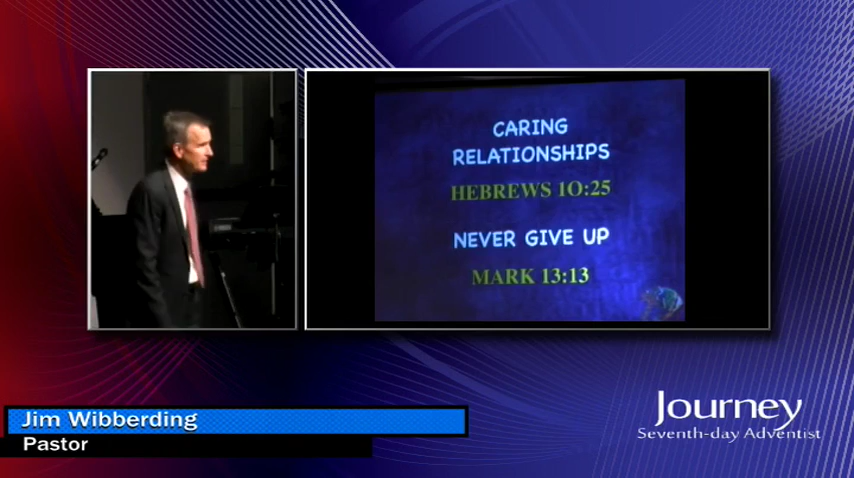 CARING
RELATIONSHIPS
HEBREWS 10:25
NEVER GIVE UP
MARK 13:13
Jim Wibberding
Pastor
Journey
Seventh-day Adventist